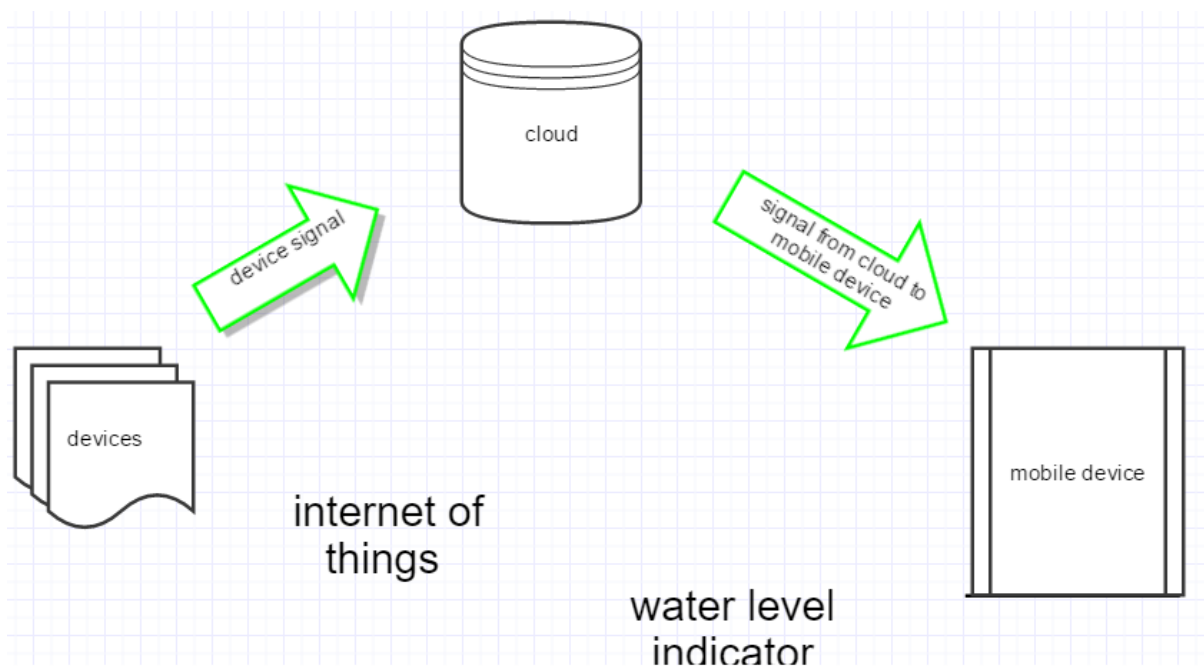 cloud
device signal
signal from cloud to
mobile device
devices
mobile device
internet of
things
water level
indicator